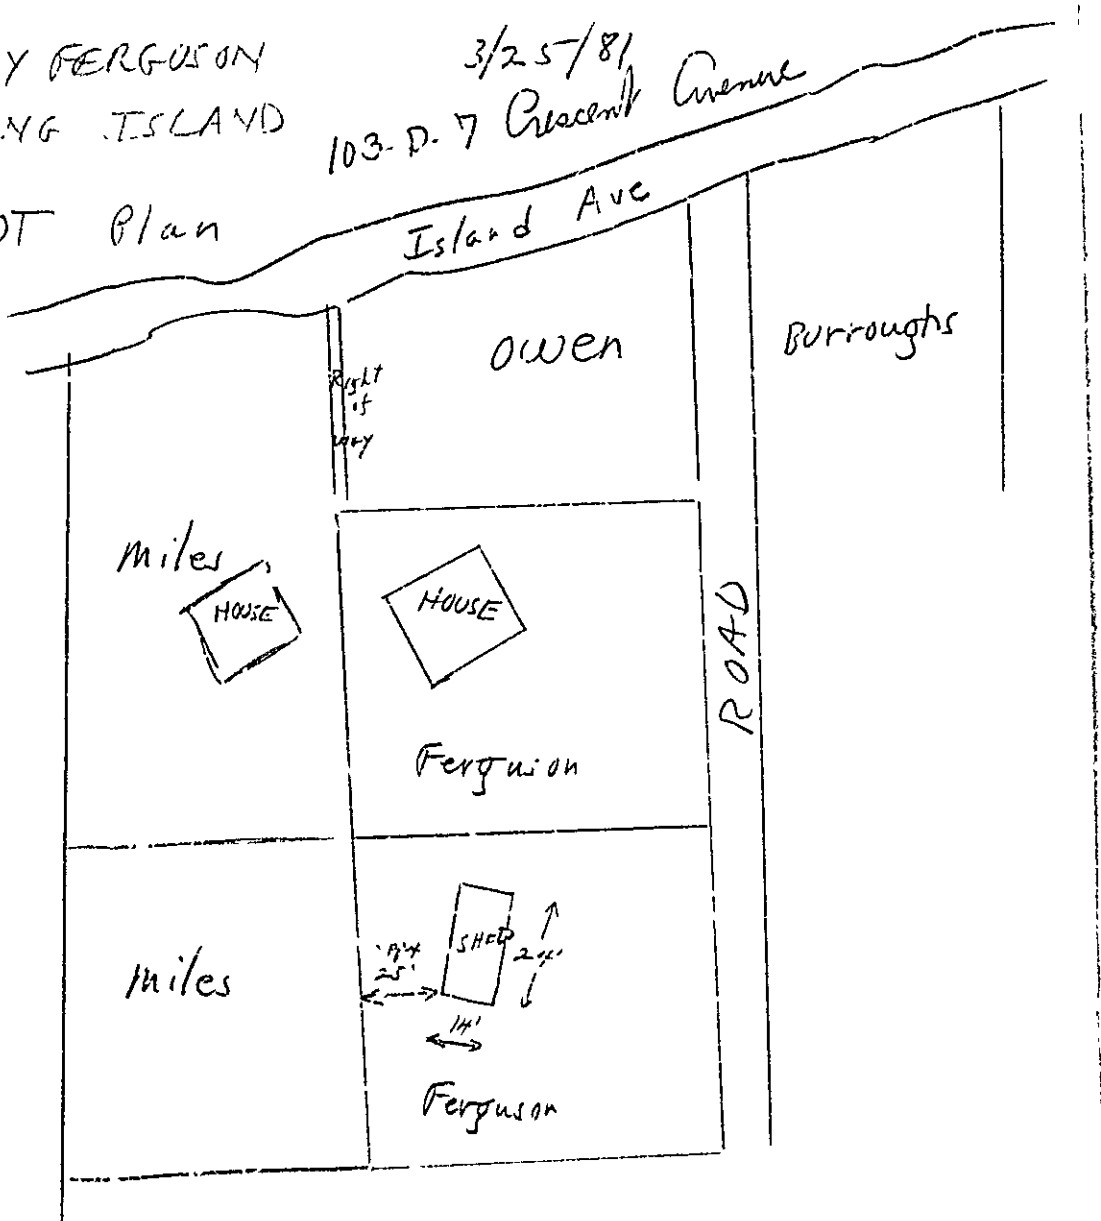 Y FERGUSON 3/25/81
NG ISLAND 103-D-7 Crescent Avenue
OT Plan
Island Ave
Right
of
way
Owen
Burroughs
Miles
HOUSE
HOUSE
ROAD
Ferguson
SHED
24'
25'
14'
Miles
Ferguson